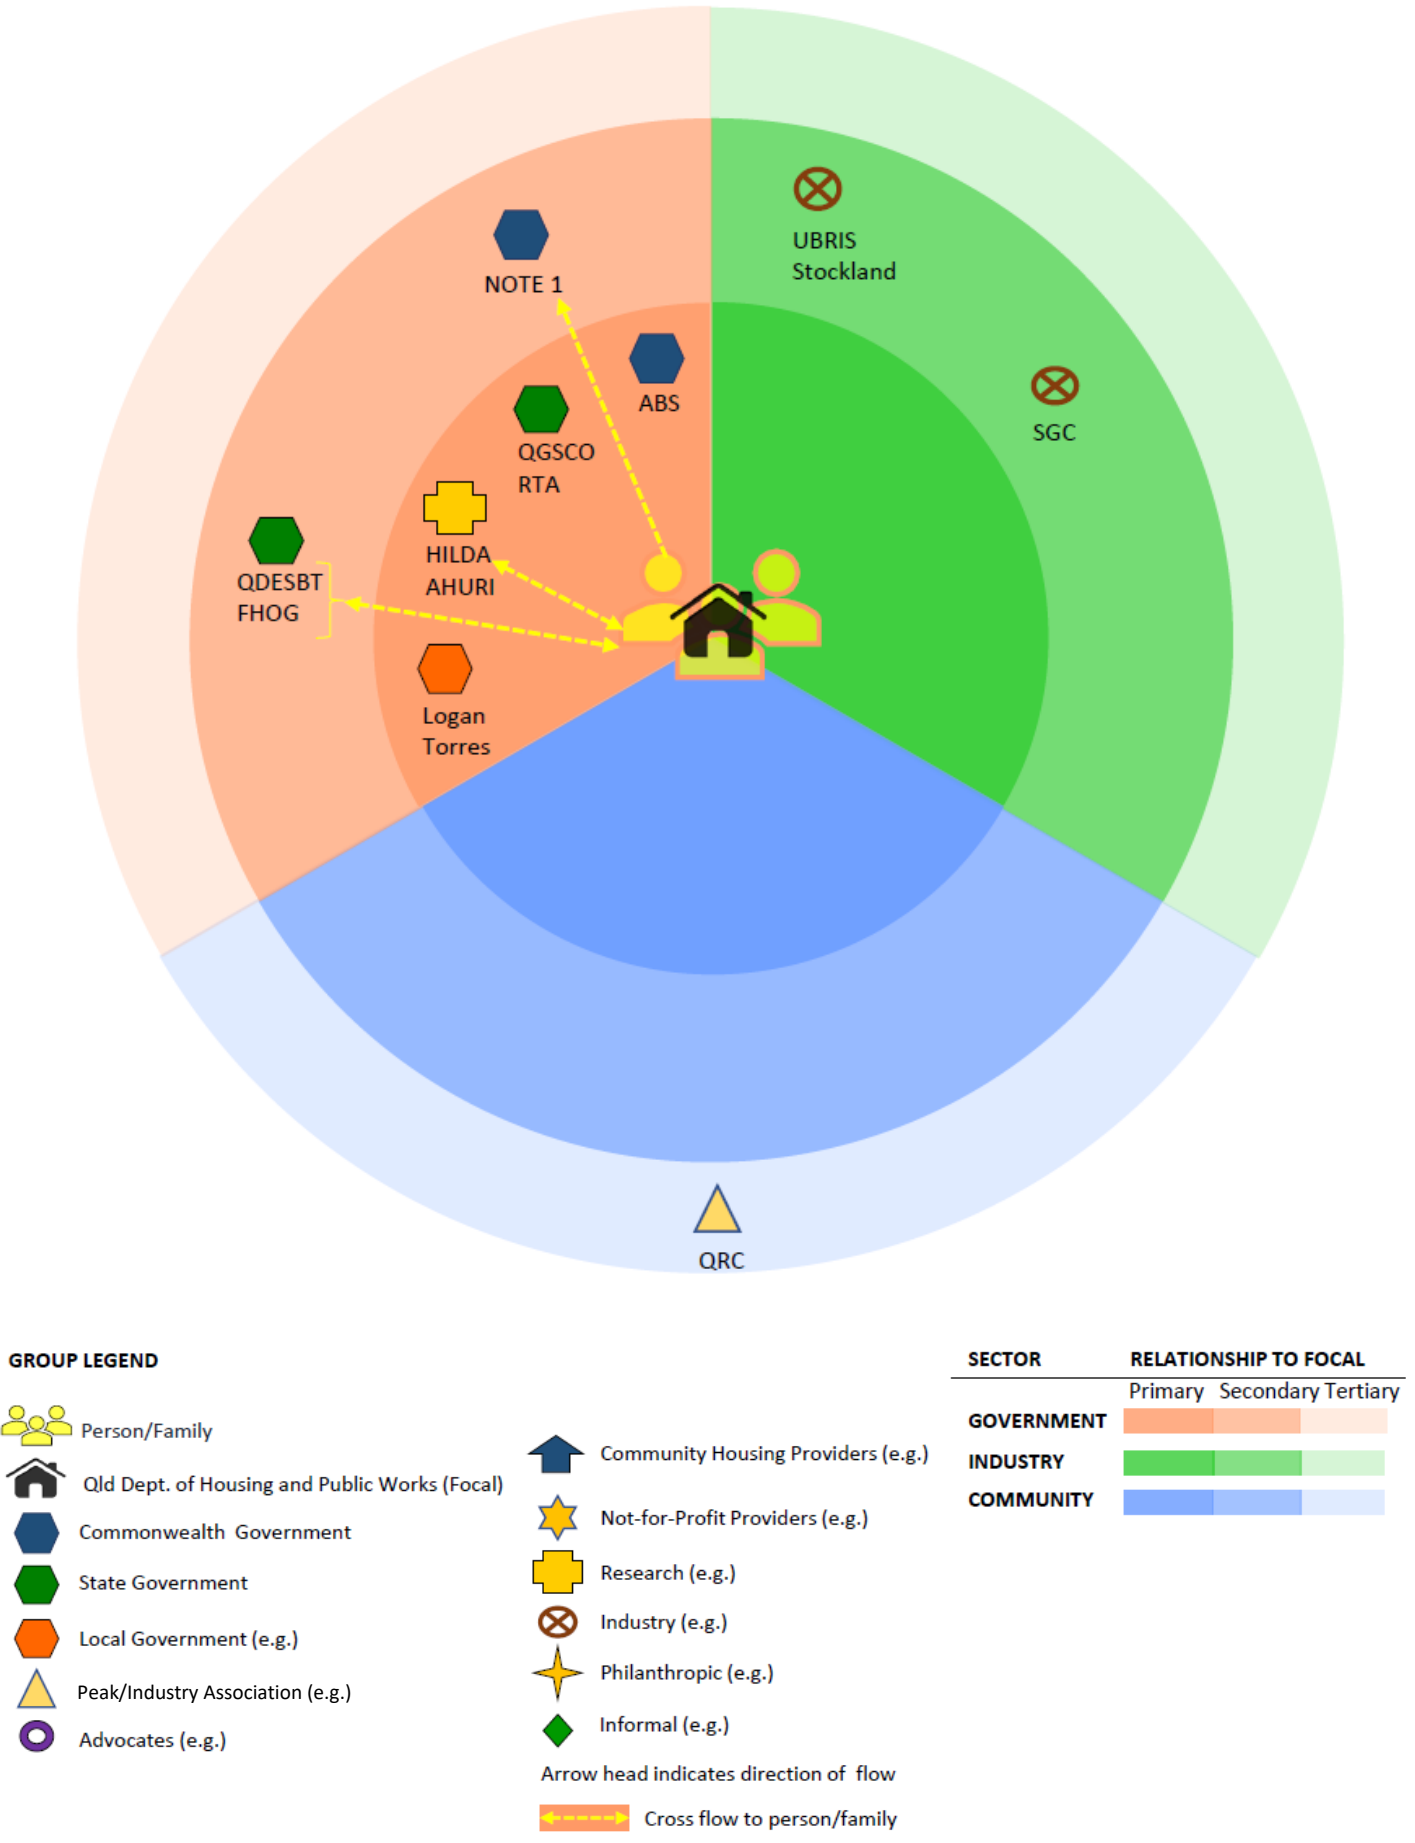 UBRIS
Stockland
NOTE 1
ABS
SGC
QGSCO
RTA
HILDA
AHURI
QDESBT
FHOG
Logan
Torres
QRC
GROUP LEGEND
Person/Family
Qld Dept. of Housing and Public Works (Focal)
Commonwealth Government
State Government
Local Government (e.g.)
Peak/Industry Association (e.g.)
Advocates (e.g.)
Community Housing Providers (e.g.)
Not-for-Profit Providers (e.g.)
Research (e.g.)
Industry (e.g.)
Philanthropic (e.g.)
Informal (e.g.)
Arrow head indicates direction of flow
Cross flow to person/family
SECTOR RELATIONSHIP TO FOCAL
Primary Secondary Tertiary
GOVERNMENT
INDUSTRY
COMMUNITY